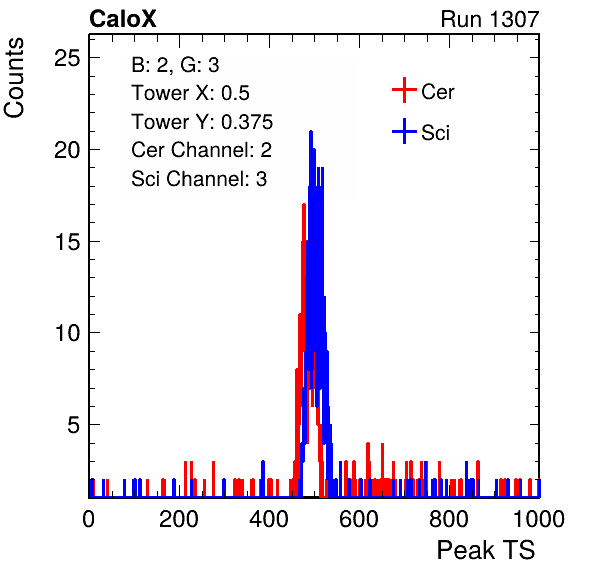 CaloX Run 1307
Counts
B: 2, G: 3
Tower X: 0.5
Tower Y: 0.375
Cer Channel: 2
Sci Channel: 3
Cer
Sci
25
20
15
10
5
0 200 400 600 800 1000
Peak TS